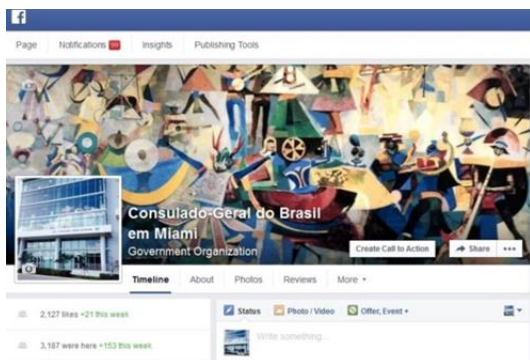 f
Page Notifications 99 Insights Publishing Tools
Consulado-Geral do Brasil
em Miami
Government Organization
Create Call to Action Share •••
Timeline About Photos Reviews More
2,127 likes +21 this week
Status Photo / Video Offer, Event +
3,187 were here +153 this week
Write something...